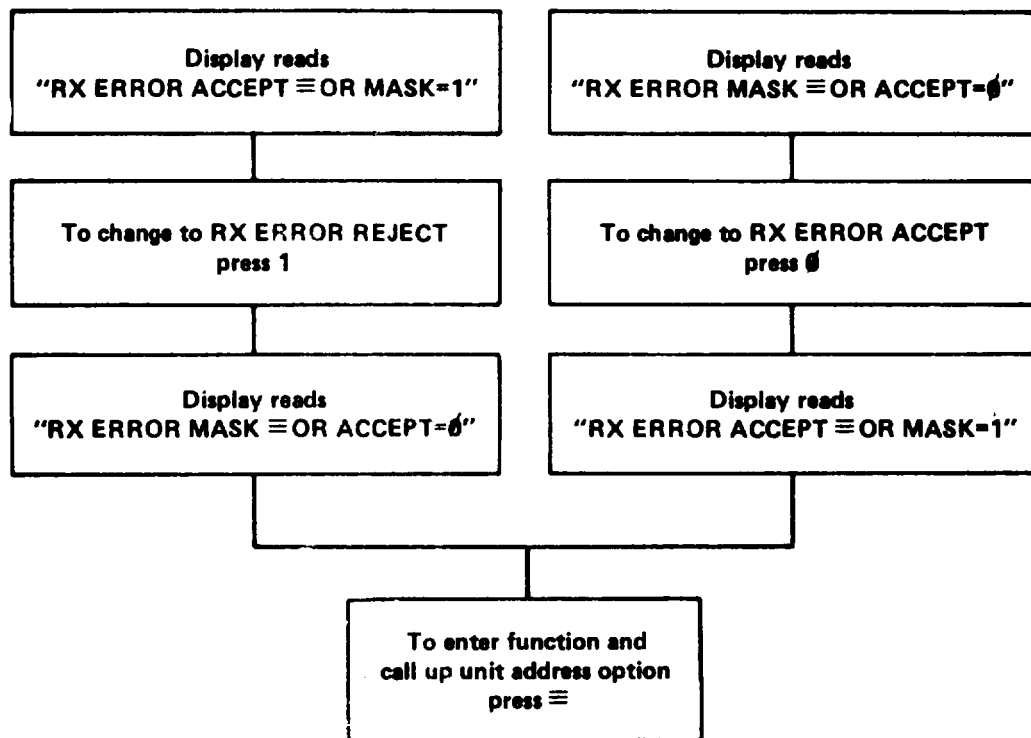 Display reads
“RX ERROR ACCEPT ≡ OR MASK=1”
Display reads
“RX ERROR MASK ≡ OR ACCEPT=Ø”
To change to RX ERROR REJECT
press 1
To change to RX ERROR ACCEPT
press Ø
Display reads
“RX ERROR MASK ≡ OR ACCEPT=Ø”
Display reads
“RX ERROR ACCEPT ≡ OR MASK=1”
To enter function and
call up unit address option
press ≡